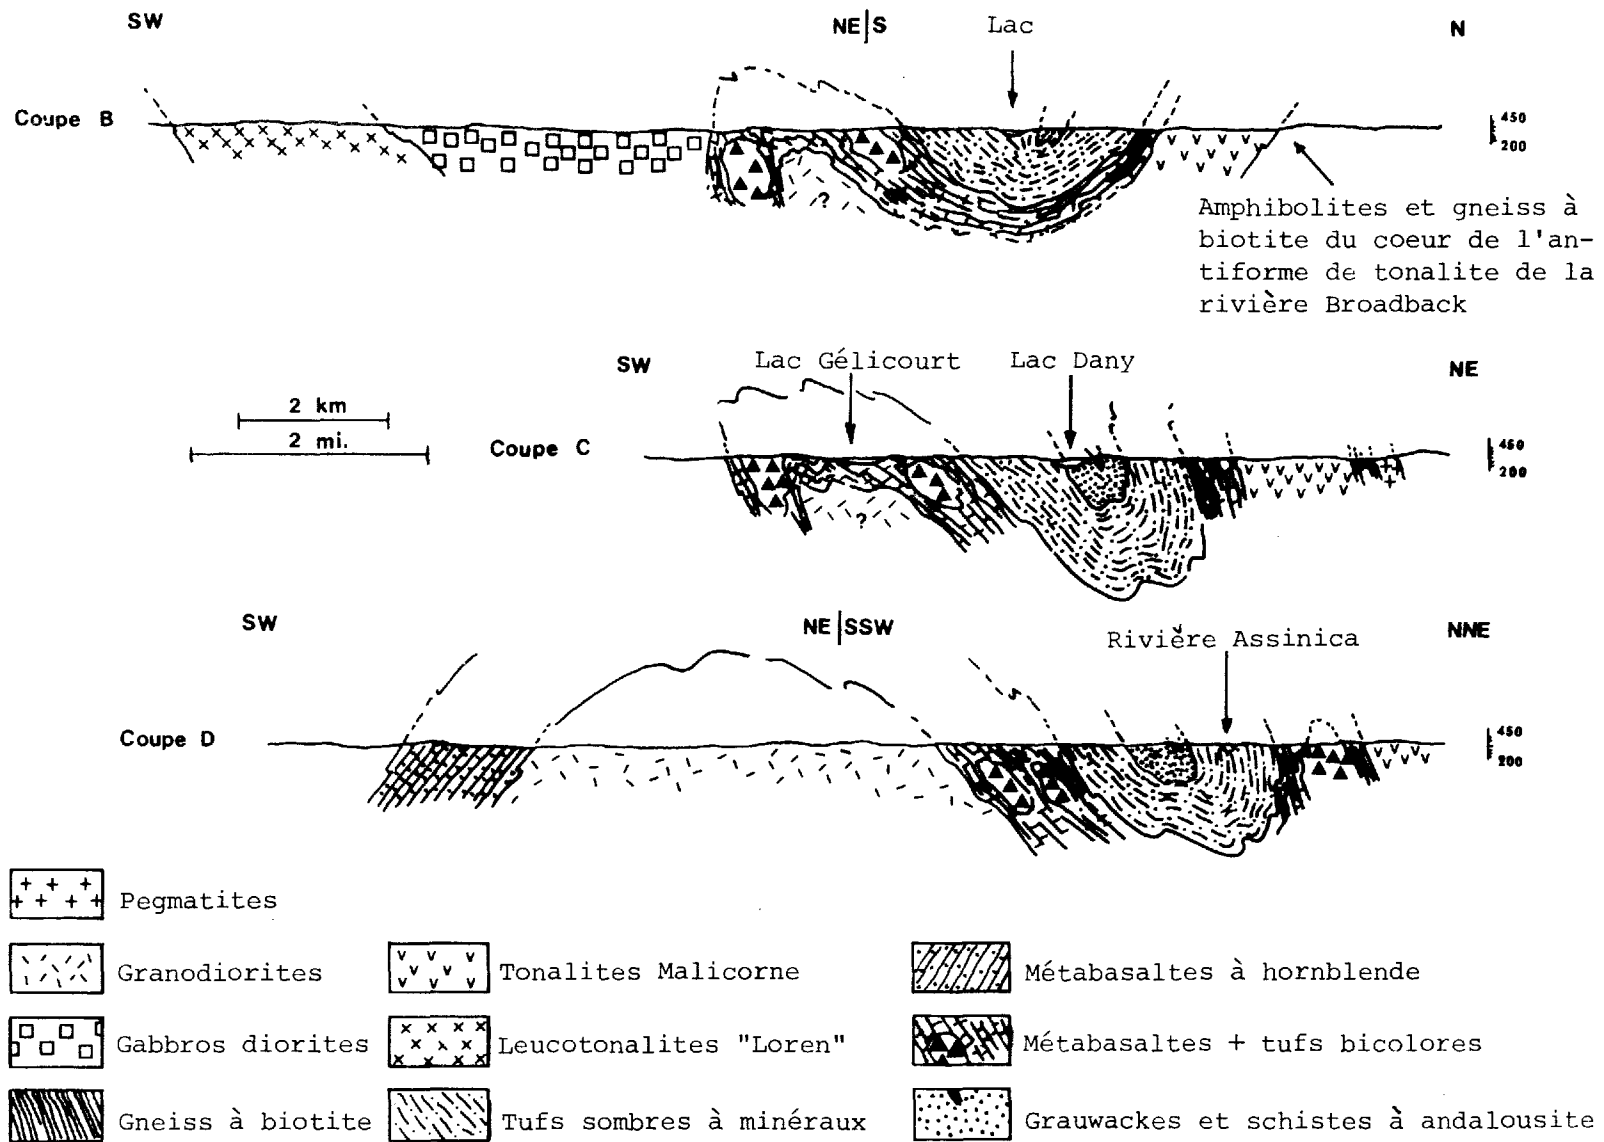 SW NE|S Lac N
Coupe B
450
200
Amphibolites et gneiss à
biotite du coeur de l'an-
tiforme de tonalite de la
rivière Broadback
?
SW Lac Gélicourt Lac Dany NE
2 km
2 mi.
Coupe C
450
200
?
SW NE|SSW Rivière Assinica NNE
Coupe D
450
200
Pegmatites
Granodiorites Tonalites Malicorne Métabasaltes à hornblende
Gabbros diorites Leucotonalites "Loren" Métabasaltes + tufs bicolores
Gneiss à biotite Tufs sombres à minéraux Grauwackes et schistes à andalousite